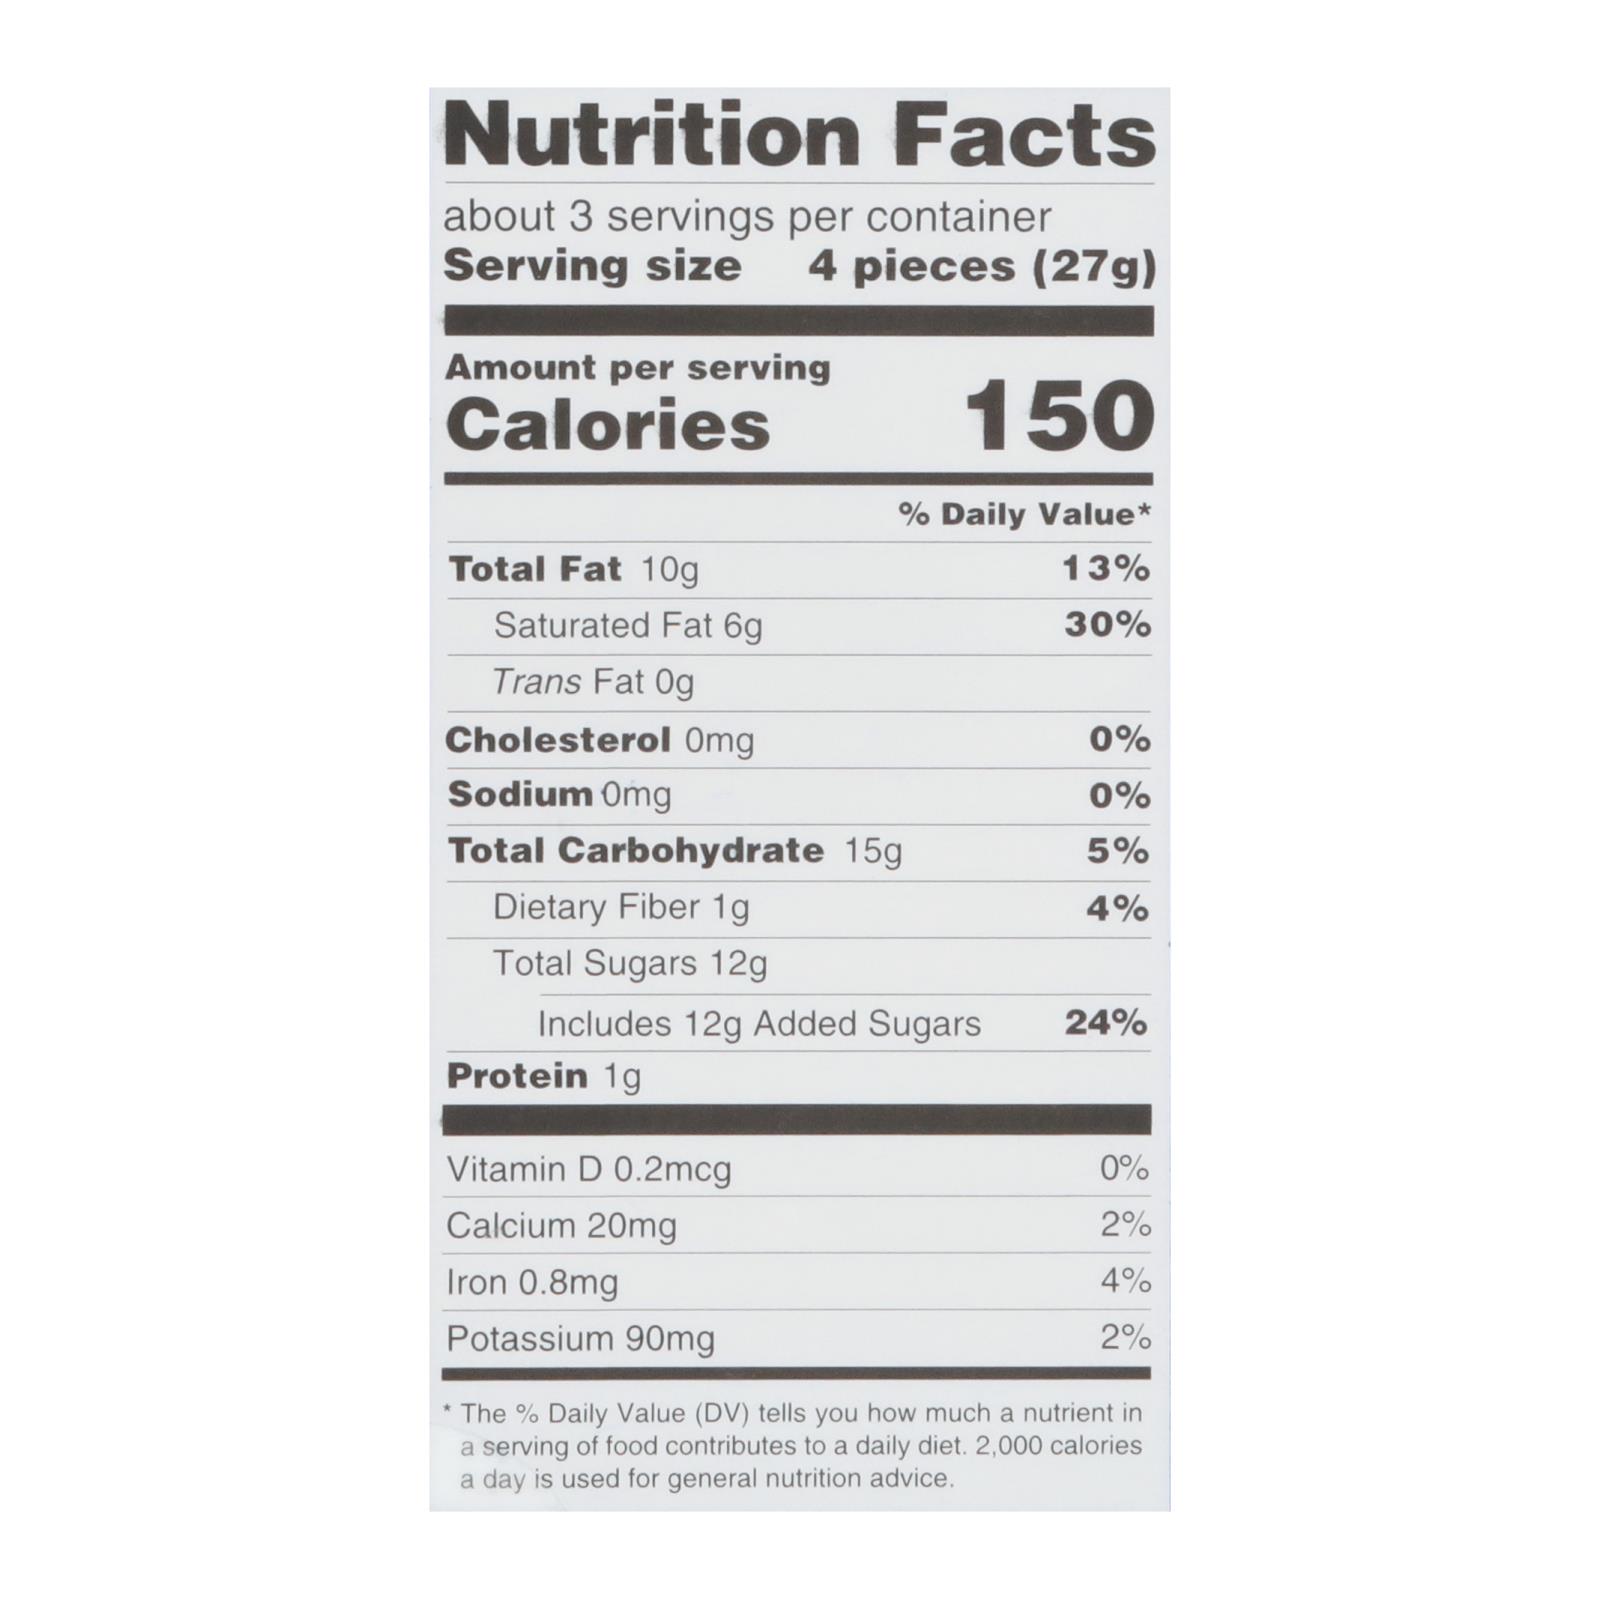 Nutrition Facts
about 3 servings per container
Serving size 4 pieces (27g)
Amount per serving
Calories 150
% Daily Value*
Total Fat 10g 13%
Saturated Fat 6g 30%
Trans Fat 0g
Cholesterol 0mg 0%
Sodium 0mg 0%
Total Carbohydrate 15g 5%
Dietary Fiber 1g 4%
Total Sugars 12g
Includes 12g Added Sugars 24%
Protein 1g
Vitamin D 0.2mcg 0%
Calcium 20mg 2%
Iron 0.8mg 4%
Potassium 90mg 2%
* The % Daily Value (DV) tells you how much a nutrient in
a serving of food contributes to a daily diet. 2,000 calories
a day is used for general nutrition advice.